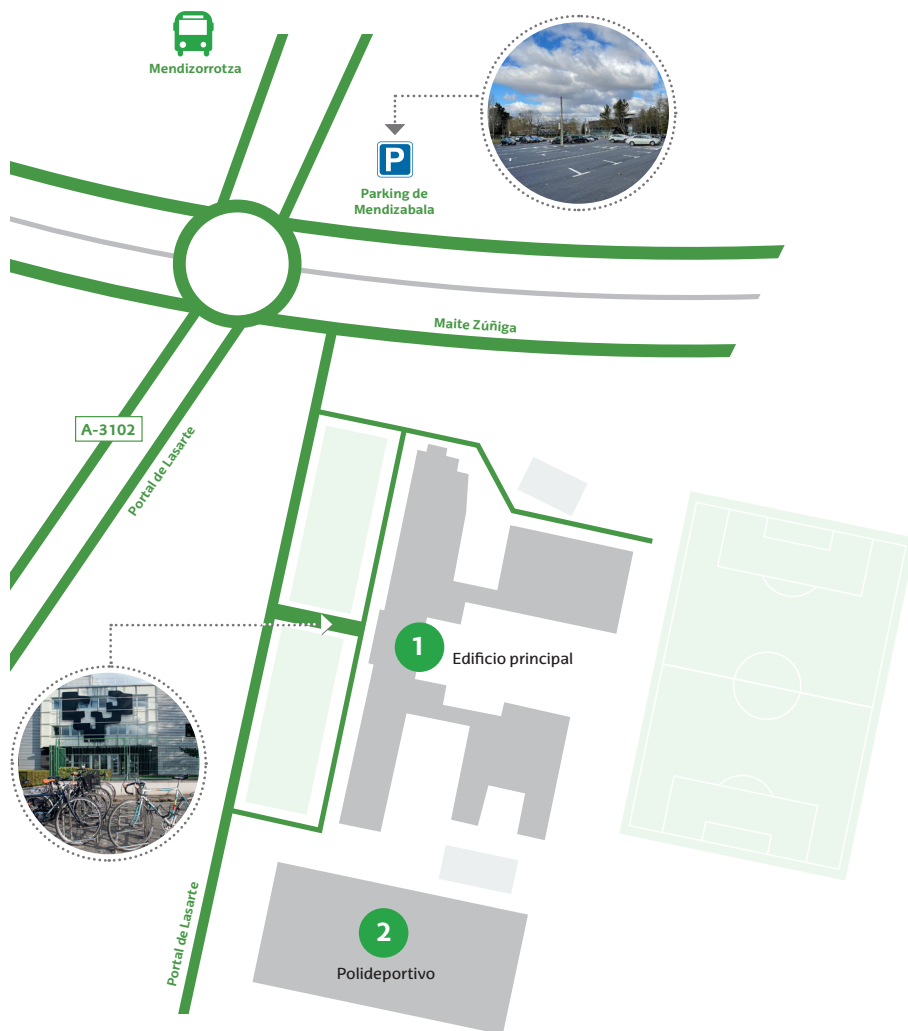 Mendizorrotza
P
Parking de
Mendizabala
Maite Zúñiga
A-3102
Portal de Lasarte
1
Edificio principal
Portal de Lasarte
2
Polideportivo